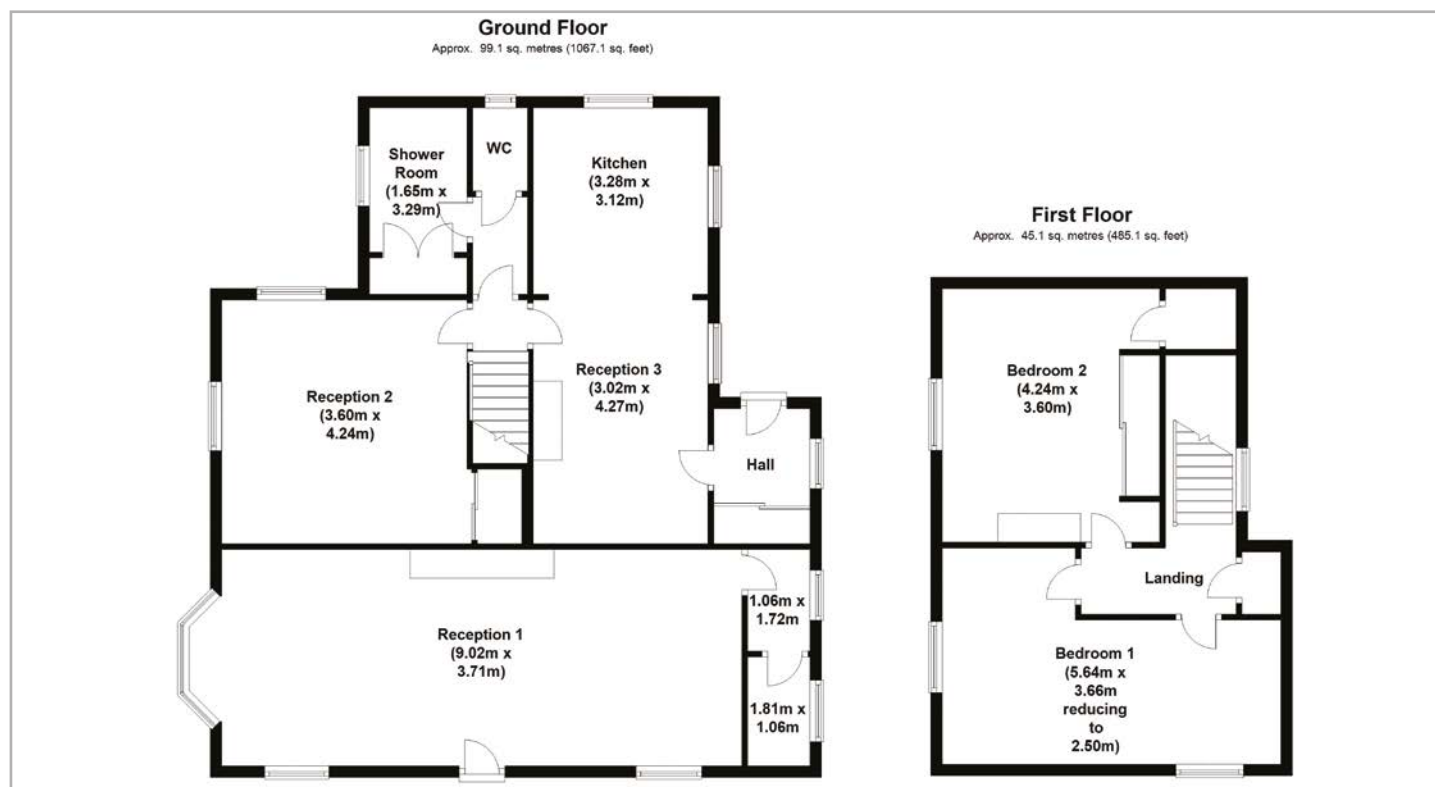 Ground Floor
Approx. 99.1 sq. metres (1067.1 sq. feet)
Shower
Room
(1.65m x
3.29m)
WC
Kitchen
(3.28m x
3.12m)
Reception 2
(3.60m x
4.24m)
Reception 3
(3.02m x
4.27m)
Hall
Reception 1
(9.02m x
3.71m)
1.06m x
1.72m
1.81m x
1.06m
First Floor
Approx. 45.1 sq. metres (485.1 sq. feet)
Bedroom 2
(4.24m x
3.60m)
Landing
Bedroom 1
(5.64m x
3.66m
reducing
to
2.50m)